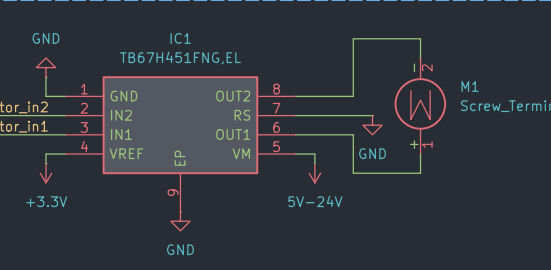 GND
IC1
TB67H451FNG,EL
1 GND OUT2 8
tor_in2 2 IN2 RS 7
tor_in1 3 IN1 OUT1 6
4 VREF VM 5
EP
9
+3.3V
GND
5V-24V
GND
- 2
M
+ 1
M1
Screw_Termin